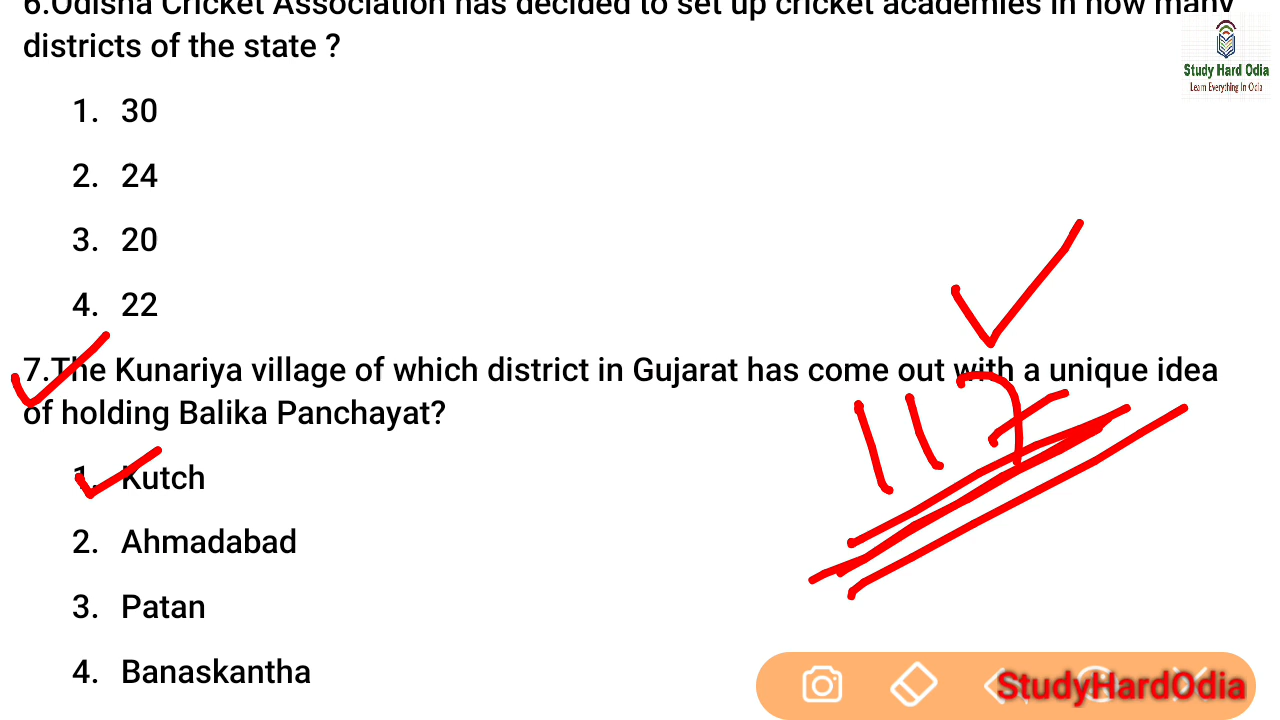 6.Odisha Cricket Association has decided to set up cricket academies in how many
districts of the state ?
Study Hard Odia
Learn Everything In Odia
1. 30
2. 24
3. 20
4. 22
7.The Kunariya village of which district in Gujarat has come out with a unique idea
of holding Balika Panchayat?
117
1. Kutch
2. Ahmadabad
3. Patan
4. Banaskantha
StudyHardOdia